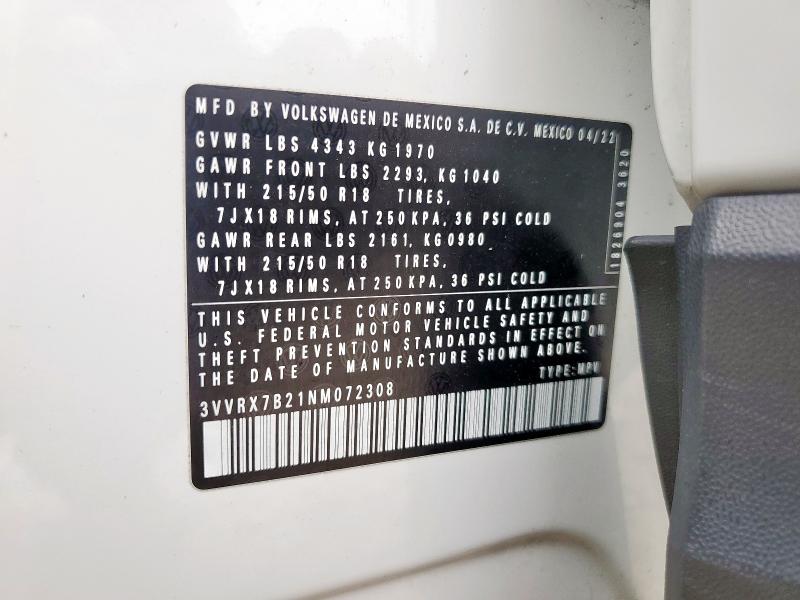 MFD BY VOLKSWAGEN DE MEXICO S.A. DE C.V. MEXICO 04/22
GVWR LBS 4343 KG 1970
GAWR FRONT LBS 2293, KG 1040
WITH 215/50 R18 TIRES,
7JX18 RIMS, AT 250 KPA, 36 PSI COLD
GAWR REAR LBS 2161, KG 0980
WITH 215/50 R18 TIRES,
7JX18 RIMS, AT 250 KPA, 36 PSI COLD
1826904 3620
THIS VEHICLE CONFORMS TO ALL APPLICABLE
U.S. FEDERAL MOTOR VEHICLE SAFETY AND
THEFT PREVENTION STANDARDS IN EFFECT ON
THE DATE OF MANUFACTURE SHOWN ABOVE.
TYPE: MPV
3VVRX7B21NM072308